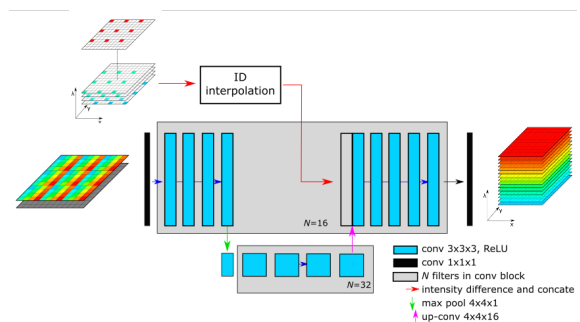 λ
y
x
ID
interpolation
N=16
N=32
λ
y
x
conv 3x3x3, ReLU
conv 1x1x1
N filters in conv block
intensity difference and concate
max pool 4x4x1
up-conv 4x4x16